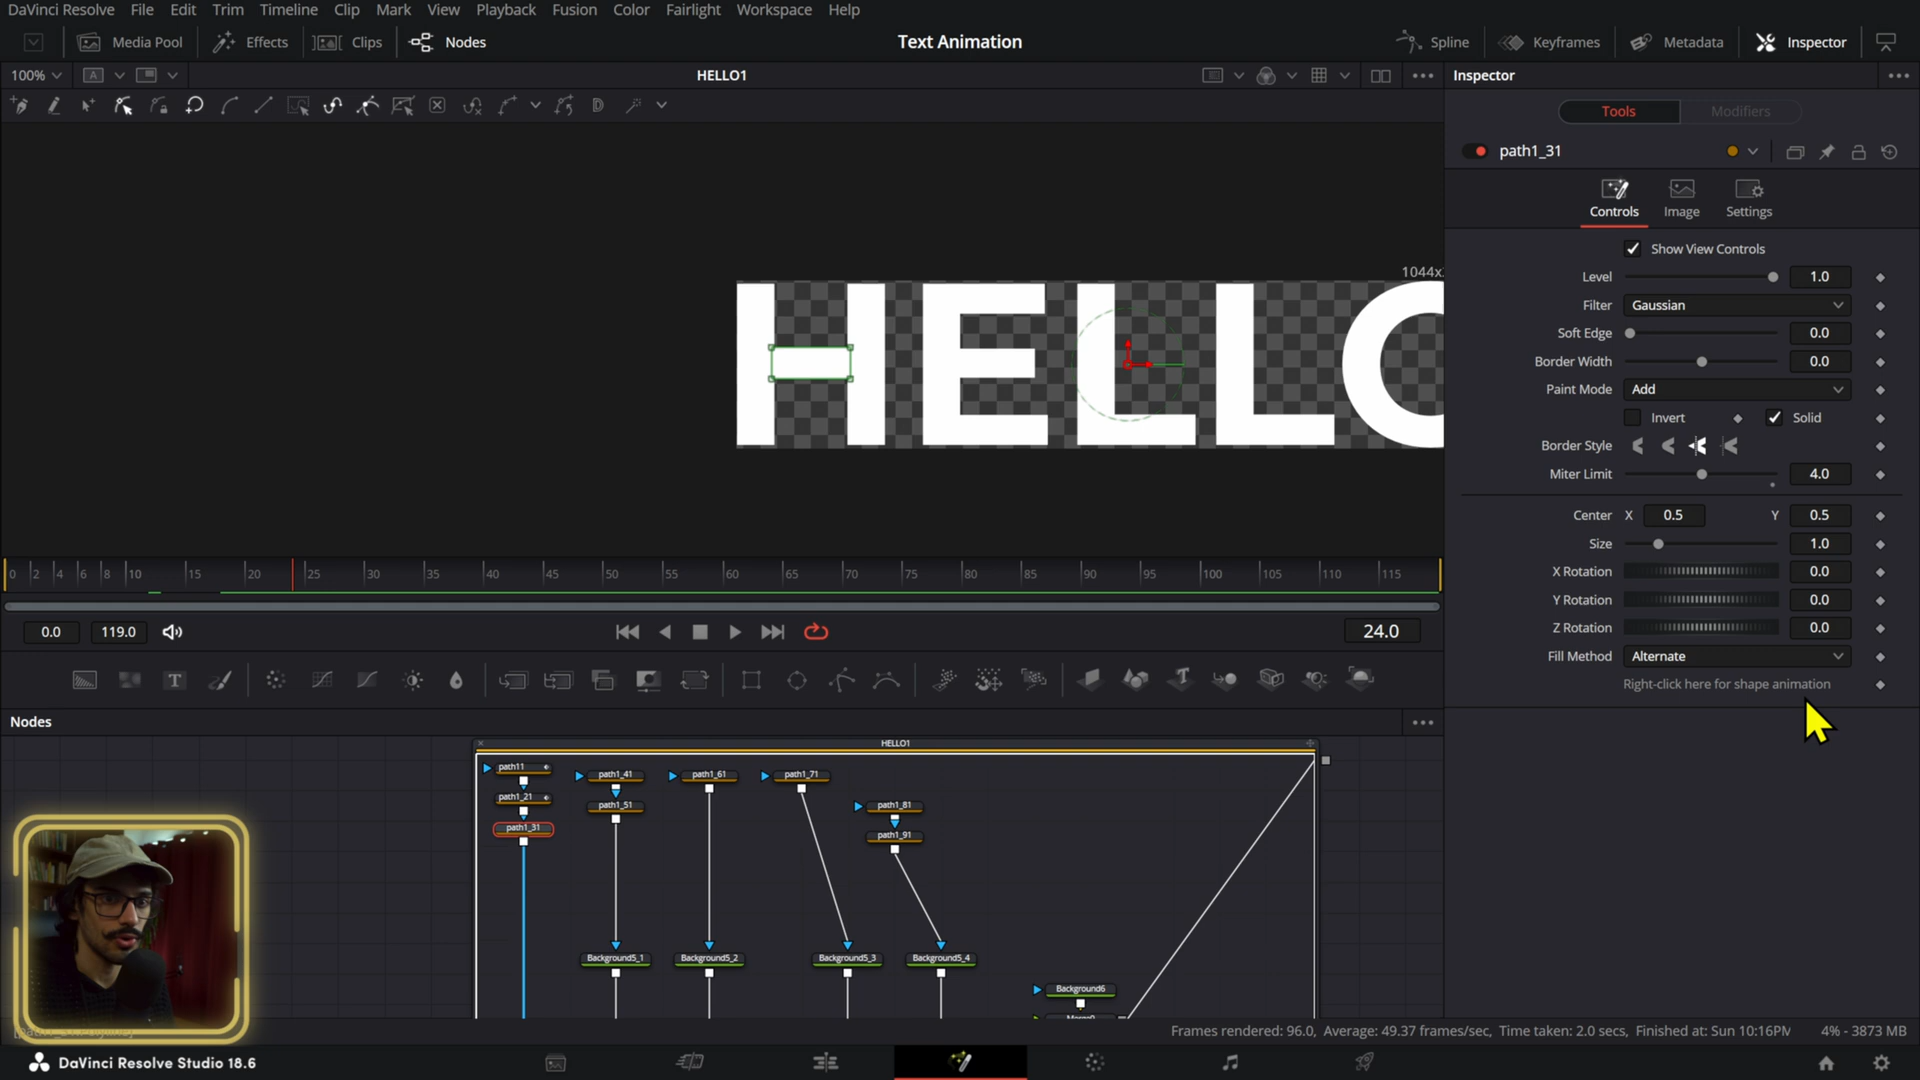 DaVinci Resolve File Edit Trim Timeline Clip Mark View Playback Fusion Color Fairlight Workspace Help
Media Pool Effects Clips Nodes Text Animation Spline Keyframes Metadata Inspector
100% A HELLO1 Inspector
Tools Modifiers
path1_31
Controls Image Settings
Show View Controls
Level 1.0
Filter Gaussian
Soft Edge 0.0
Border Width 0.0
Paint Mode Add
Invert Solid
Border Style
Miter Limit 4.0
Center X 0.5 Y 0.5
Size 1.0
X Rotation 0.0
Y Rotation 0.0
Z Rotation 0.0
Fill Method Alternate
Right-click here for shape animation
1044x
HELLO
0 2 4 6 8 10 15 20 25 30 35 40 45 50 55 60 65 70 75 80 85 90 95 100 105 110 115
0.0 119.0 24.0
Nodes
HELLO1
path11 path1_41 path1_61 path1_71
path1_21 path1_51 path1_81
path1_31 path1_91
Background5_1 Background5_2 Background5_3 Background5_4
Background6
Frames rendered: 96.0, Average: 49.37 frames/sec, Time taken: 2.0 secs, Finished at: Sun 10:16PM 4% - 3873 MB
DaVinci Resolve Studio 18.6